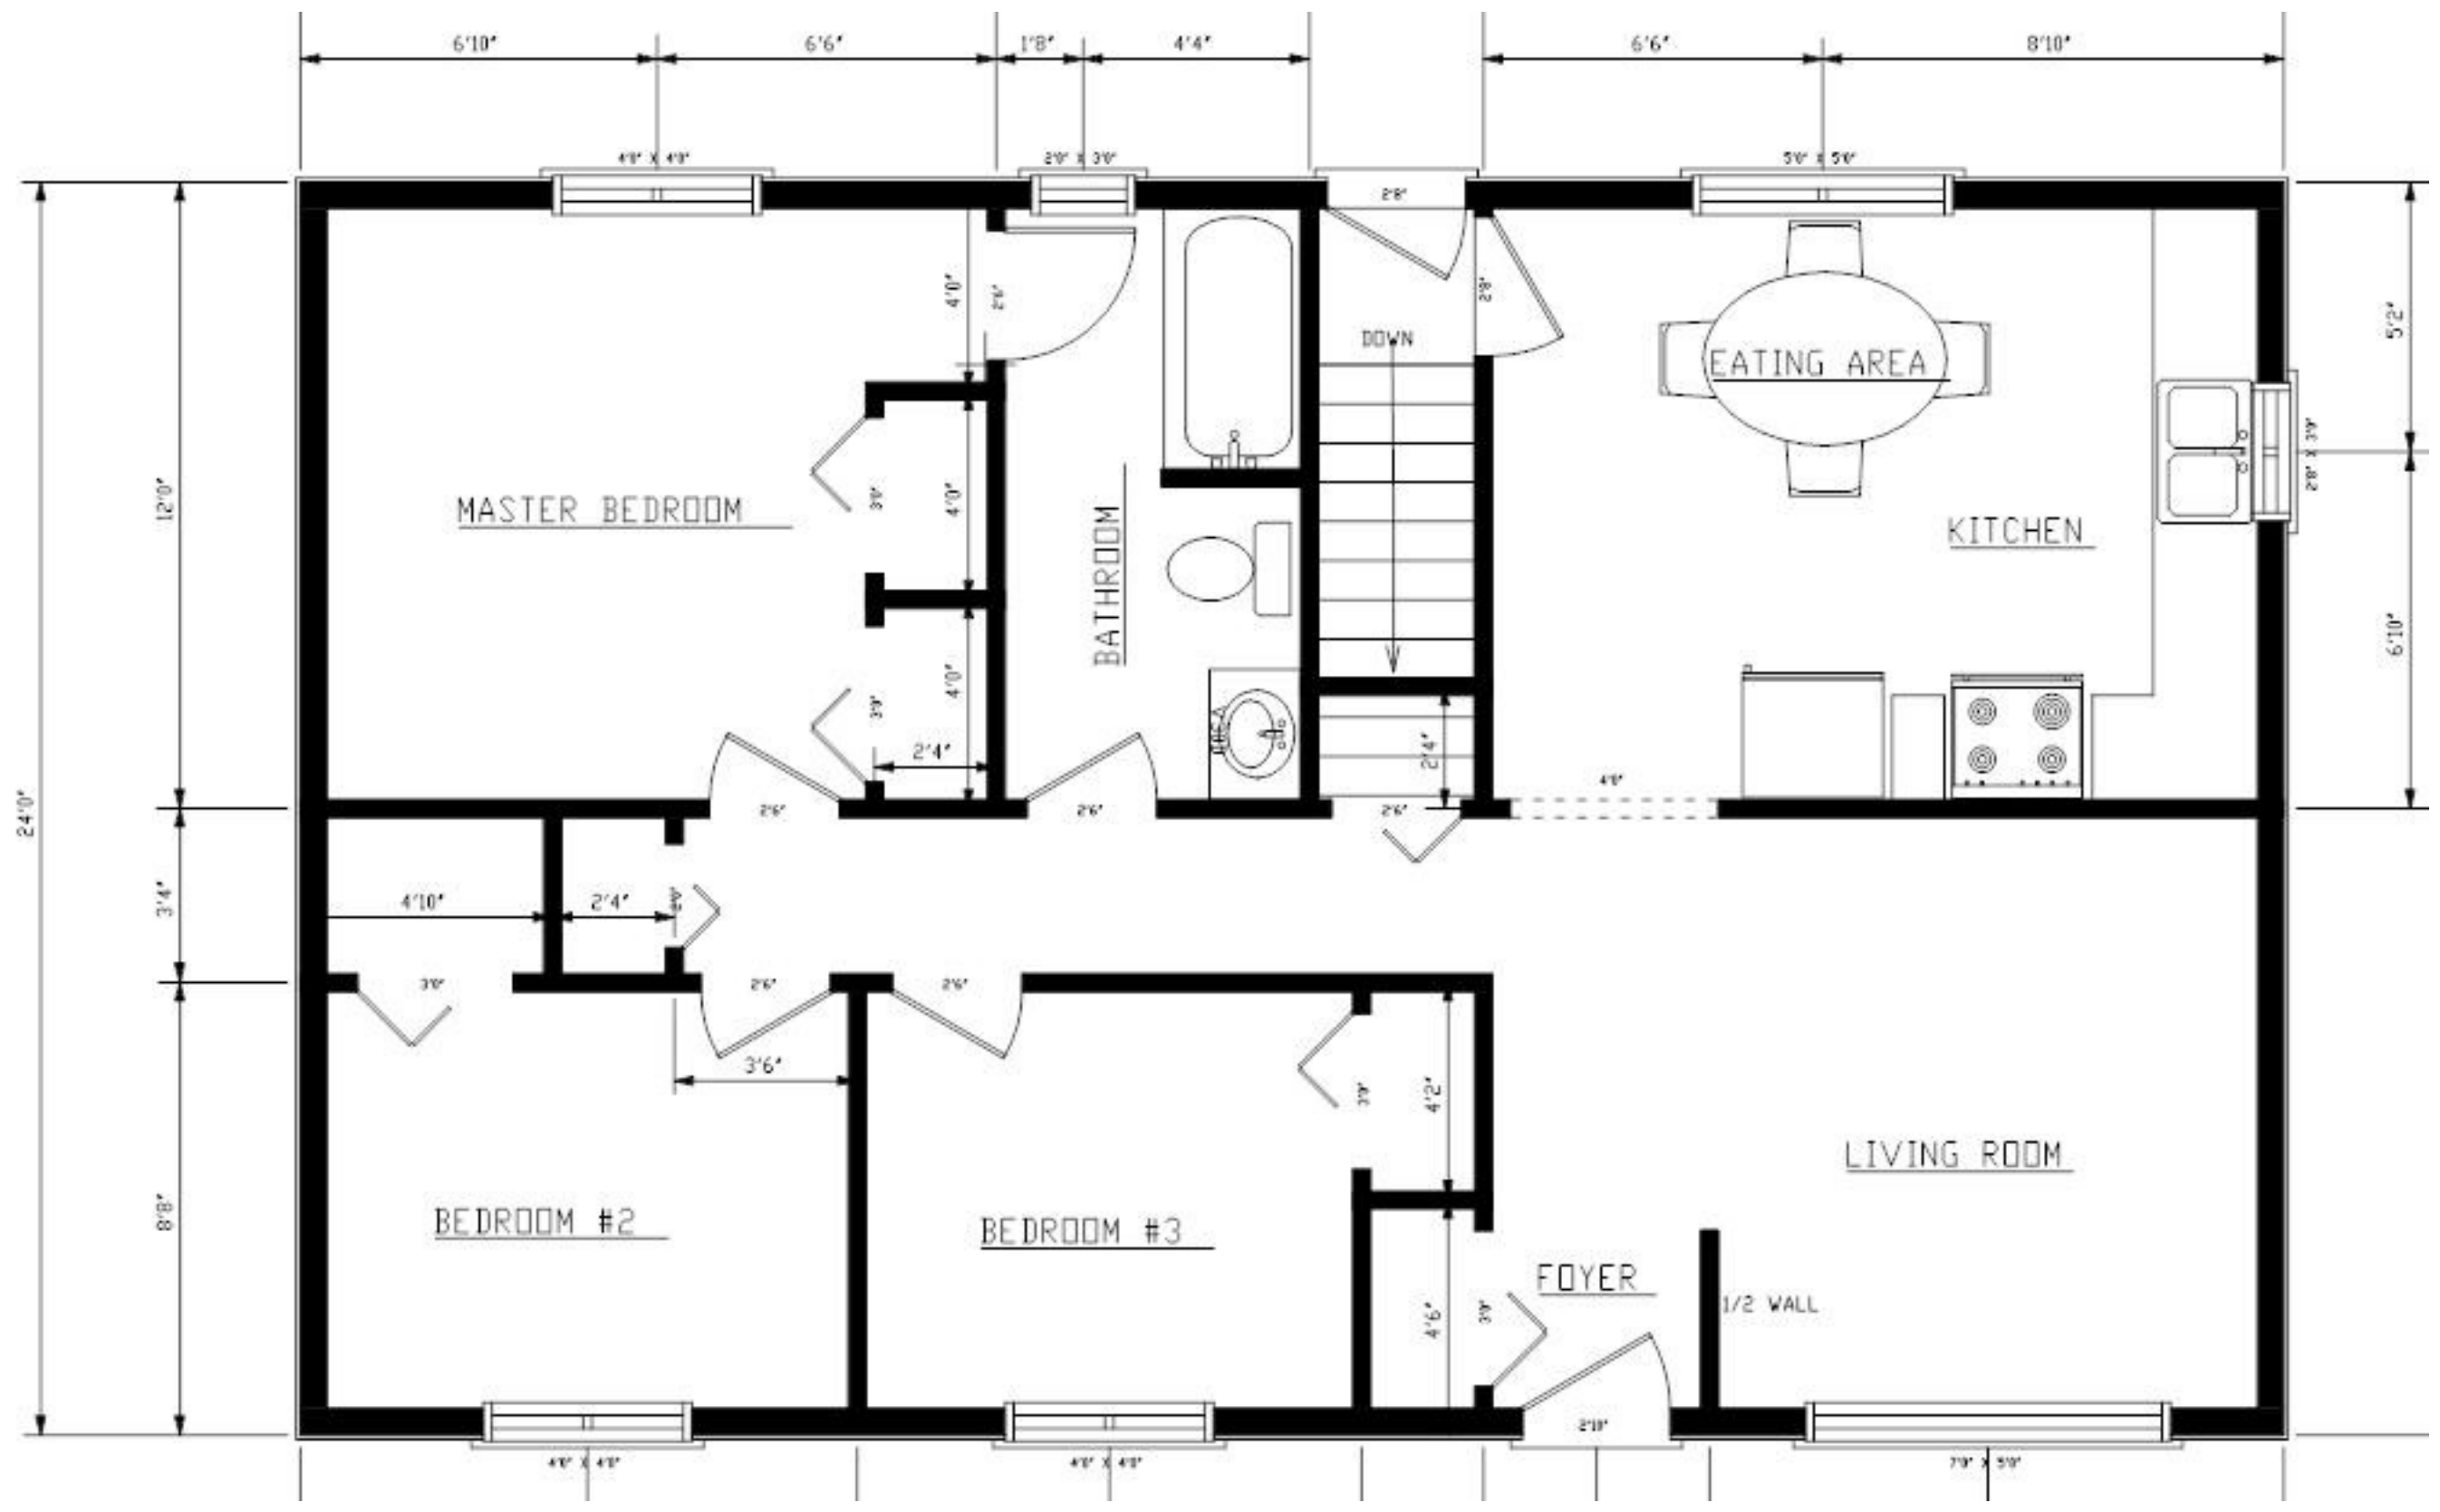 6'10" 6'6" 1'8" 4'4" 6'6" 8'10"
4'0" X 4'0" 2'0" X 3'0" 5'0" X 5'0"
2'8"
4'0" 2'6" 2'8"
5'2"
DOWN
EATING AREA
2'8" X 3'0"
12'0" MASTER BEDROOM 3'0" 4'0"
KITCHEN
BATHROOM
6'10"
4'0" 3'0"
2'4" 2'4"
4'0"
24'0" 2'6" 2'6" 2'6"
3'4" 4'10" 2'4" 2'0"
3'0" 2'6" 2'6"
3'6"
3'0" 4'2"
LIVING ROOM
8'8" BEDROOM #2 BEDROOM #3
FOYER
4'6" 3'0" 1/2 WALL
2'10"
4'0" X 4'0" 4'0" X 4'0" 7'0" X 5'0"